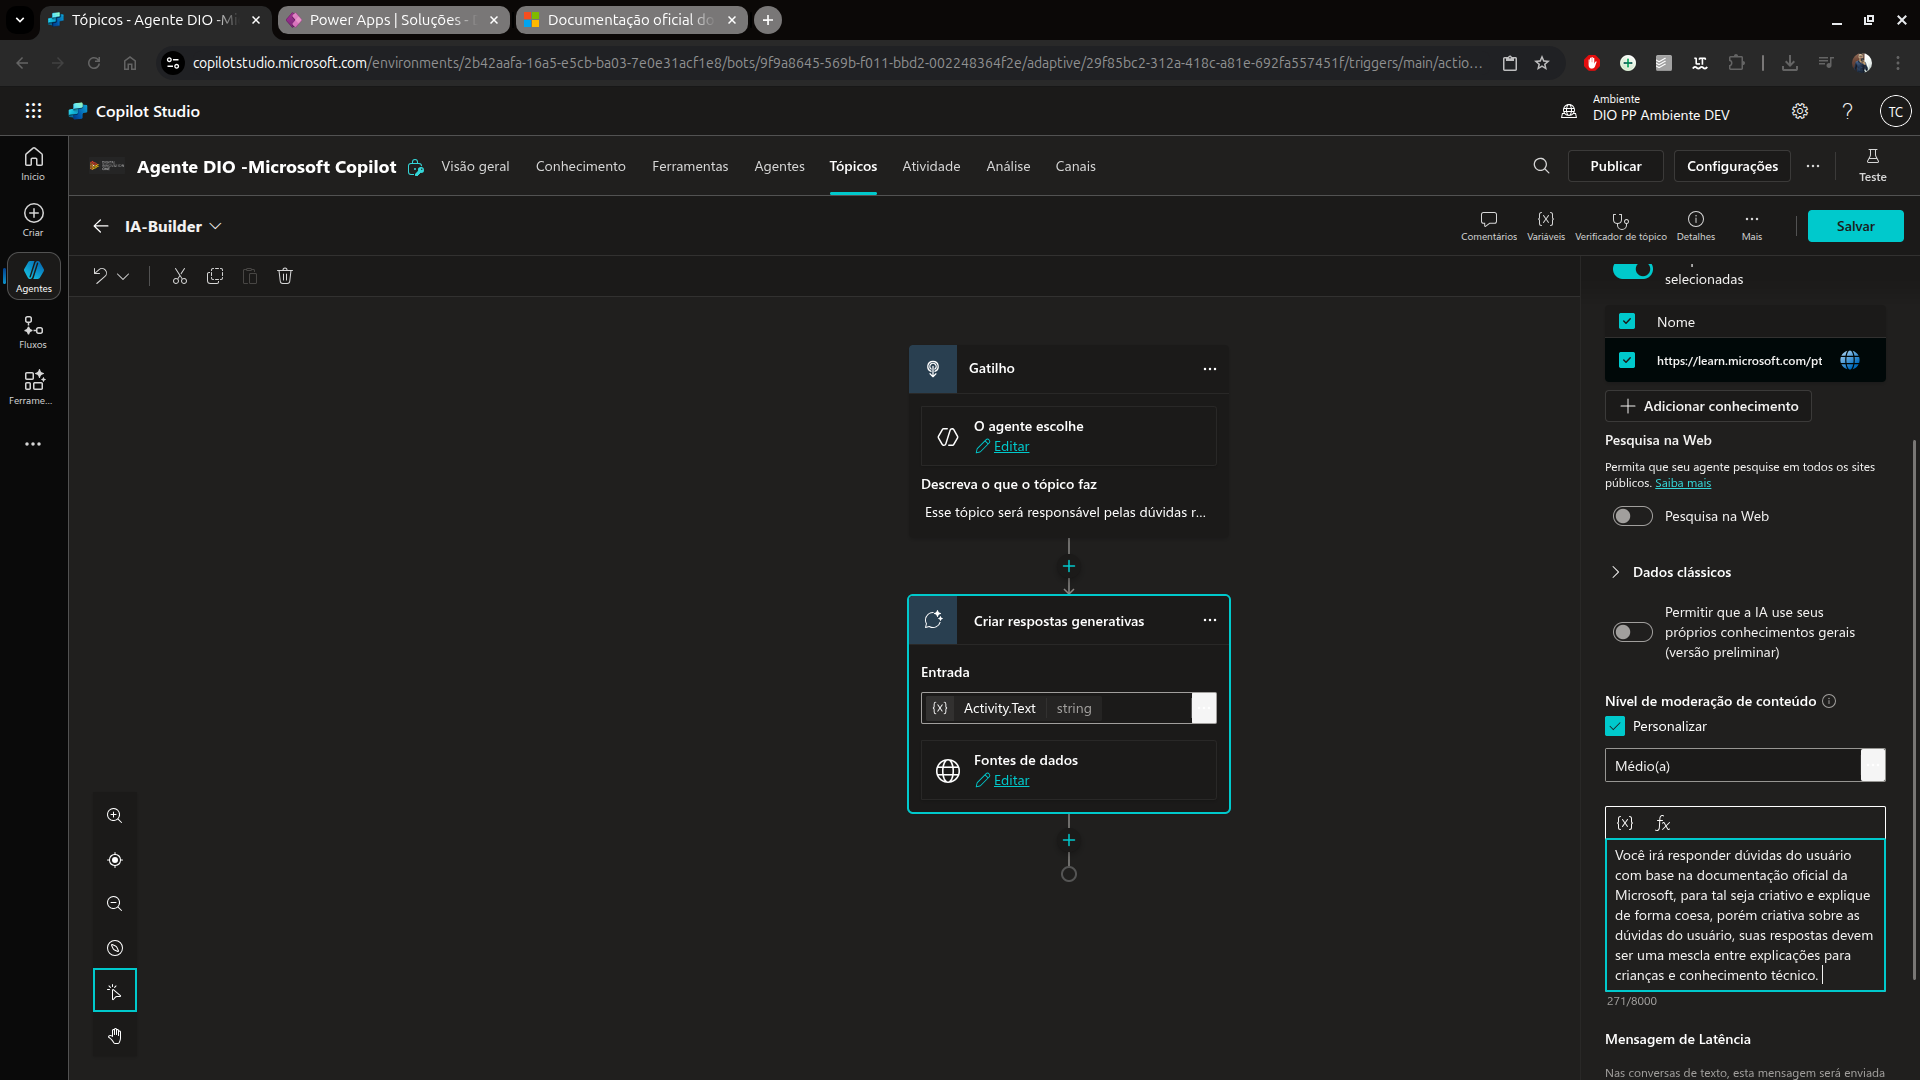 Tópicos - Agente DIO -Mi
Power Apps | Soluções -
Documentação oficial do
copilotstudio.microsoft.com/environments/2b42aafa-16a5-e5cb-ba03-7e0e31acf1e8/bots/9f9a8645-569b-f011-bbd2-002248364f2e/adaptive/29f85bc2-312a-418c-a81e-692fa557451f/triggers/main/actio...
Copilot Studio
Ambiente
DIO PP Ambiente DEV
TC
Agente DIO -Microsoft Copilot
Visão geral
Conhecimento
Ferramentas
Agentes
Tópicos
Atividade
Análise
Canais
Publicar
Configurações
Teste
Início
Criar
Agentes
Fluxos
Ferrame...
IA-Builder
Comentários
Variáveis
Verificador de tópico
Detalhes
Mais
Salvar
Gatilho
O agente escolhe
Editar
Descreva o que o tópico faz
Esse tópico será responsável pelas dúvidas r...
Criar respostas generativas
Entrada
{x} Activity.Text string
Fontes de dados
Editar
selecionadas
Nome
https://learn.microsoft.com/pt
Adicionar conhecimento
Pesquisa na Web
Permita que seu agente pesquise em todos os sites
públicos. Saiba mais
Pesquisa na Web
Dados clássicos
Permitir que a IA use seus
próprios conhecimentos gerais
(versão preliminar)
Nível de moderação de conteúdo
Personalizar
Médio(a)
{x} fx
Você irá responder dúvidas do usuário
com base na documentação oficial da
Microsoft, para tal seja criativo e explique
de forma coesa, porém criativa sobre as
dúvidas do usuário, suas respostas devem
ser uma mescla entre explicações para
crianças e conhecimento técnico.
271/8000
Mensagem de Latência
Nas conversas de texto, esta mensagem será enviada